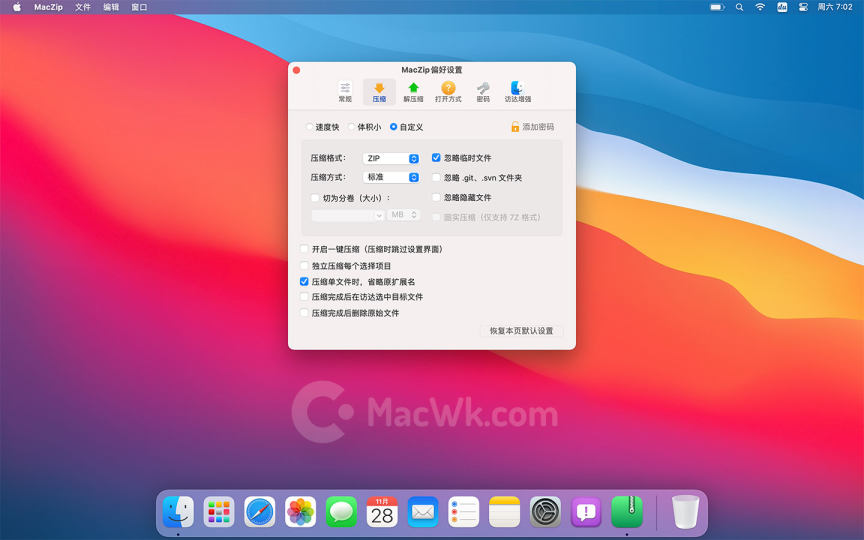 MacZip 文件 编辑 窗口 周六 7:02
MacZip 偏好设置
常规 压缩 解压缩 打开方式 密码 访达增强
速度快 体积小 自定义 添加密码
压缩格式： ZIP 忽略临时文件
压缩方式： 标准 忽略 .git、.svn 文件夹
切为分卷（大小）： 忽略隐藏文件
MB 固实压缩（仅支持 7Z 格式）
开启一键压缩（压缩时跳过设置界面）
独立压缩每个选择项目
压缩单文件时，省略原扩展名
压缩完成后在访达选中目标文件
压缩完成后删除原始文件
恢复本页默认设置
MacWk.com
11月
28